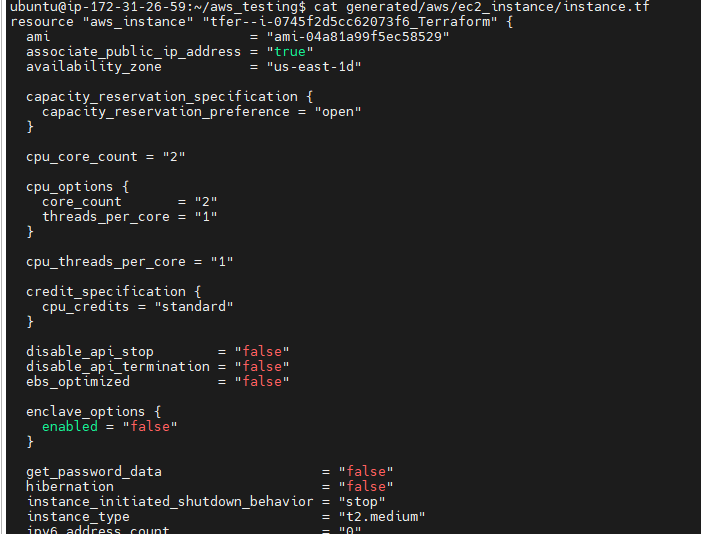 ubuntu@ip-172-31-26-59:~/aws_testing$ cat generated/aws/ec2_instance/instance.tf
resource "aws_instance" "tfer--i-0745f2d5cc62073f6_Terraform" {
  ami                         = "ami-04a81a99f5ec58529"
  associate_public_ip_address = "true"
  availability_zone           = "us-east-1d"

  capacity_reservation_specification {
    capacity_reservation_preference = "open"
  }

  cpu_core_count = "2"

  cpu_options {
    core_count       = "2"
    threads_per_core = "1"
  }

  cpu_threads_per_core = "1"

  credit_specification {
    cpu_credits = "standard"
  }

  disable_api_stop        = "false"
  disable_api_termination = "false"
  ebs_optimized           = "false"

  enclave_options {
    enabled = "false"
  }

  get_password_data                    = "false"
  hibernation                          = "false"
  instance_initiated_shutdown_behavior = "stop"
  instance_type                        = "t2.medium"
  ipv6_address_count                   = "0"